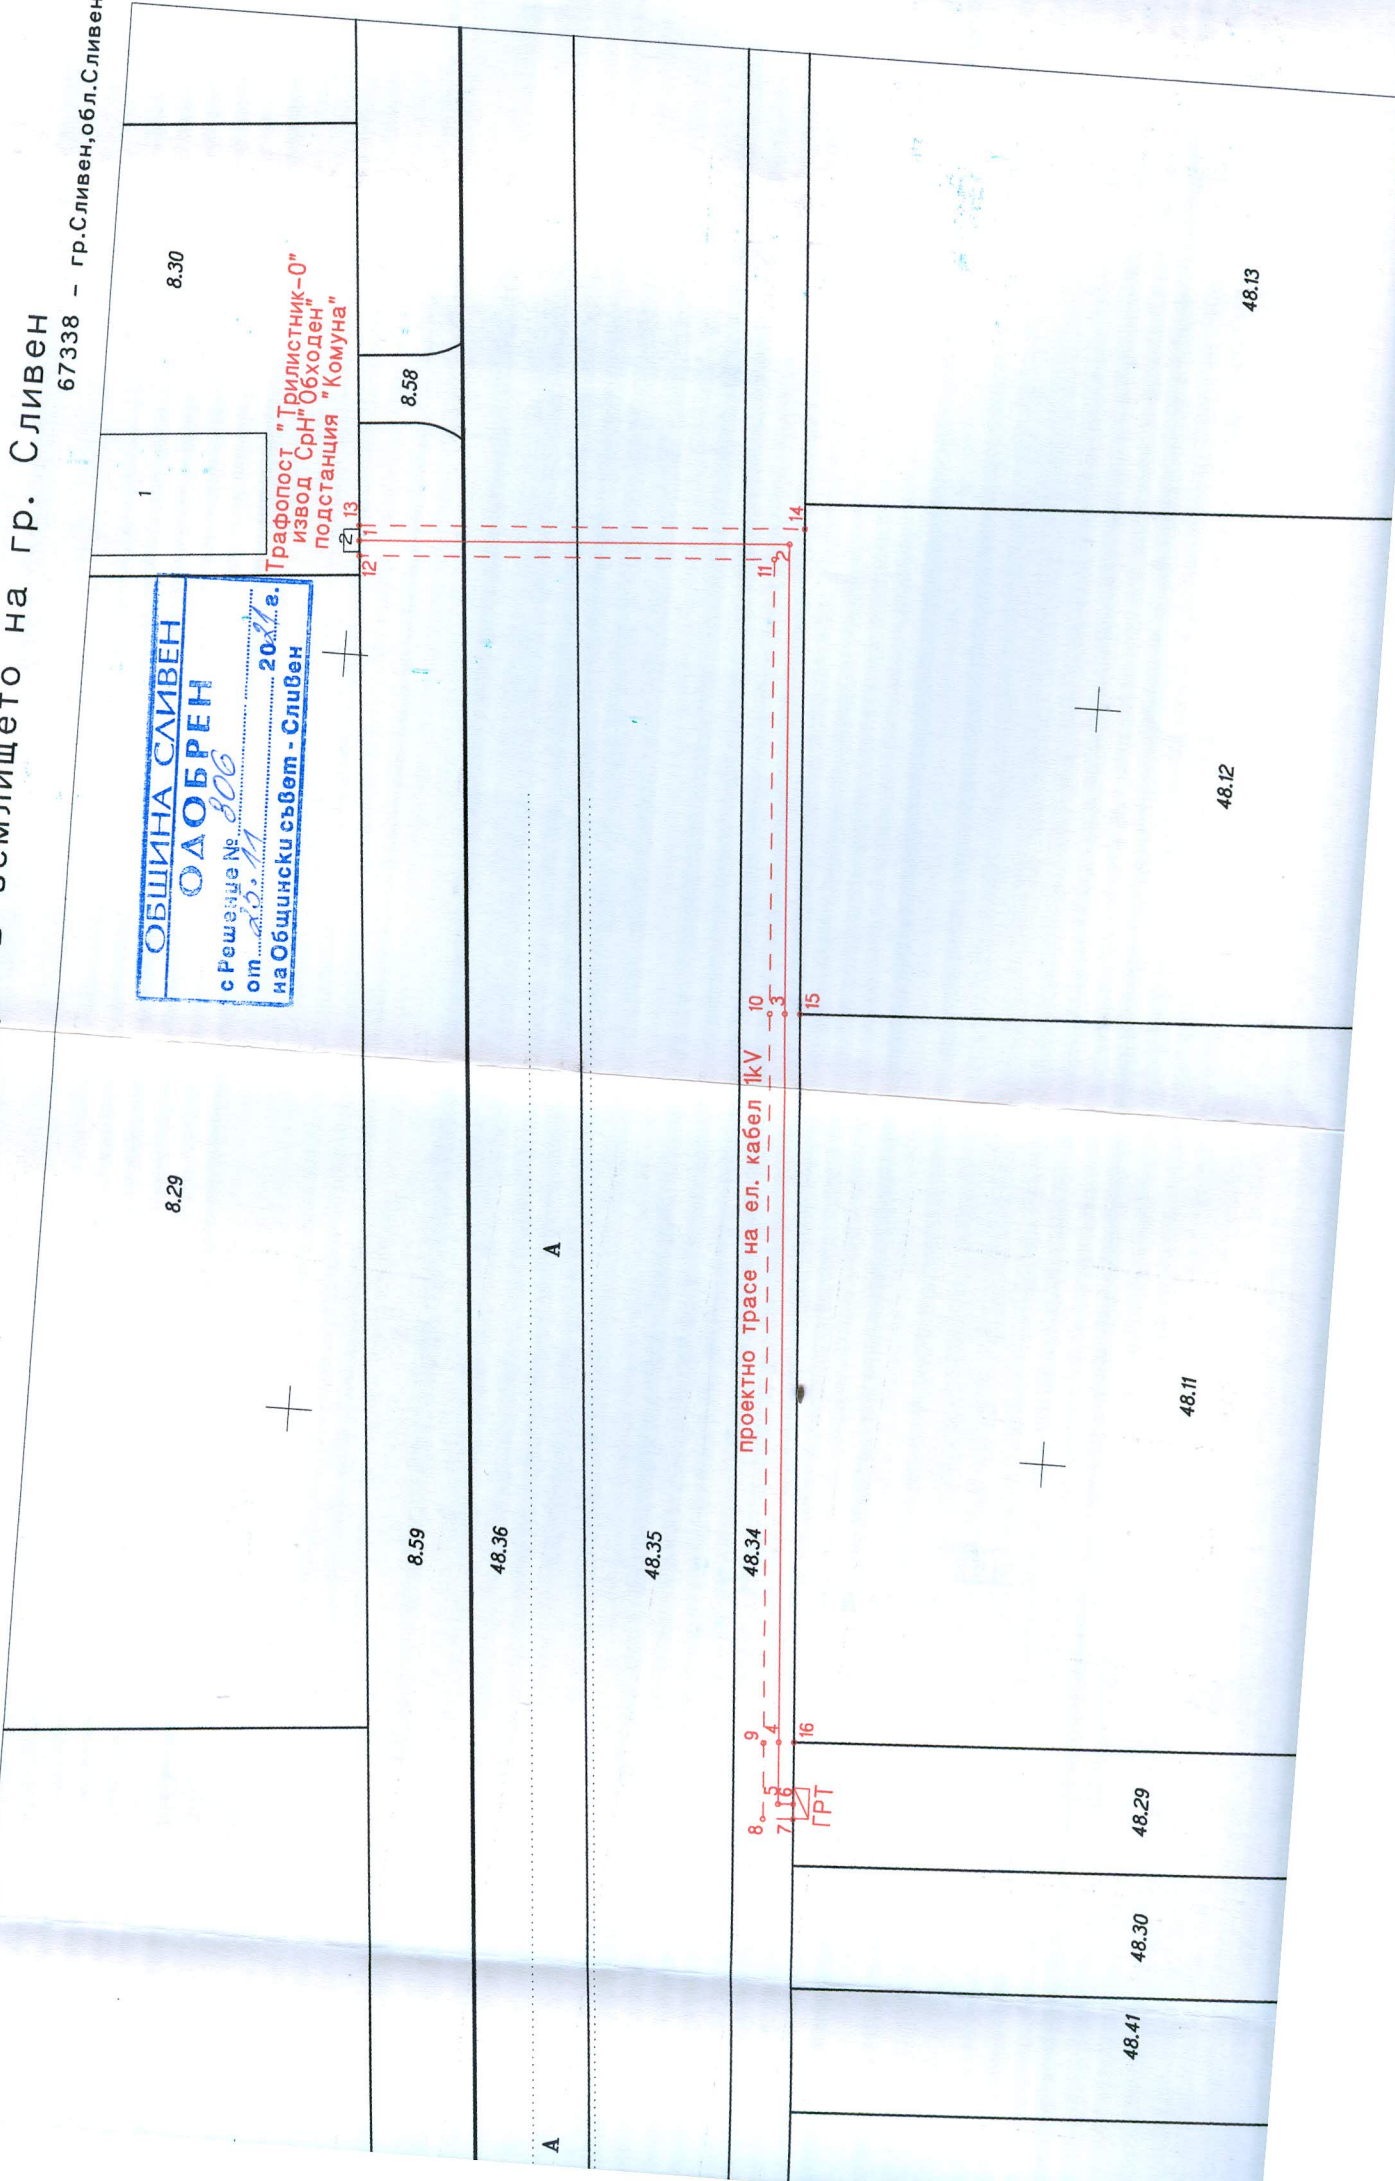 землището на гр. Сливен
67338 - гр.Сливен,обл.Сливен
8.30
1
Трафопост "Трилистник-0"
извод СрН"Обходен"
подстанция "Комуна"
8.58
2
13
1
12
14
2
11
ОБЩИНА СЛИВЕН
ОДОБРЕН
с Решение № 806
от 25.11 2021 г.
на Общински съвет - Сливен
8.29
8.59
48.36
A
A
48.35
48.34
проектно трасе на ел. кабел 1kV
10
3
15
9
4
16
8
5
6
7
ГРТ
48.13
48.12
48.11
48.29
48.30
48.41